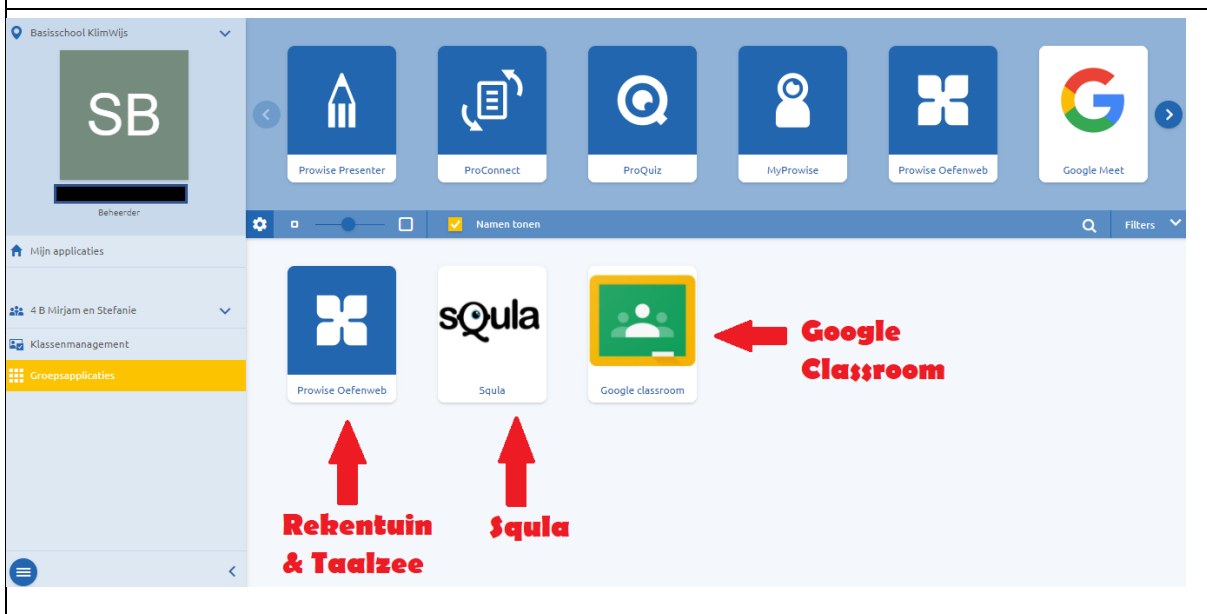 Basisschool KlimWijs
SB
Beheerder
Mijn applicaties
4 B Mirjam en Stefanie
Klassenmanagement
Groepsapplicaties
Prowise Presenter
ProConnect
ProQuiz
MyProwise
Prowise Oefenweb
Google Meet
Namen tonen
Filters
sQula
Prowise Oefenweb
Squla
Google classroom
Google
Classroom
Rekentuin
& Taalzee
Squla